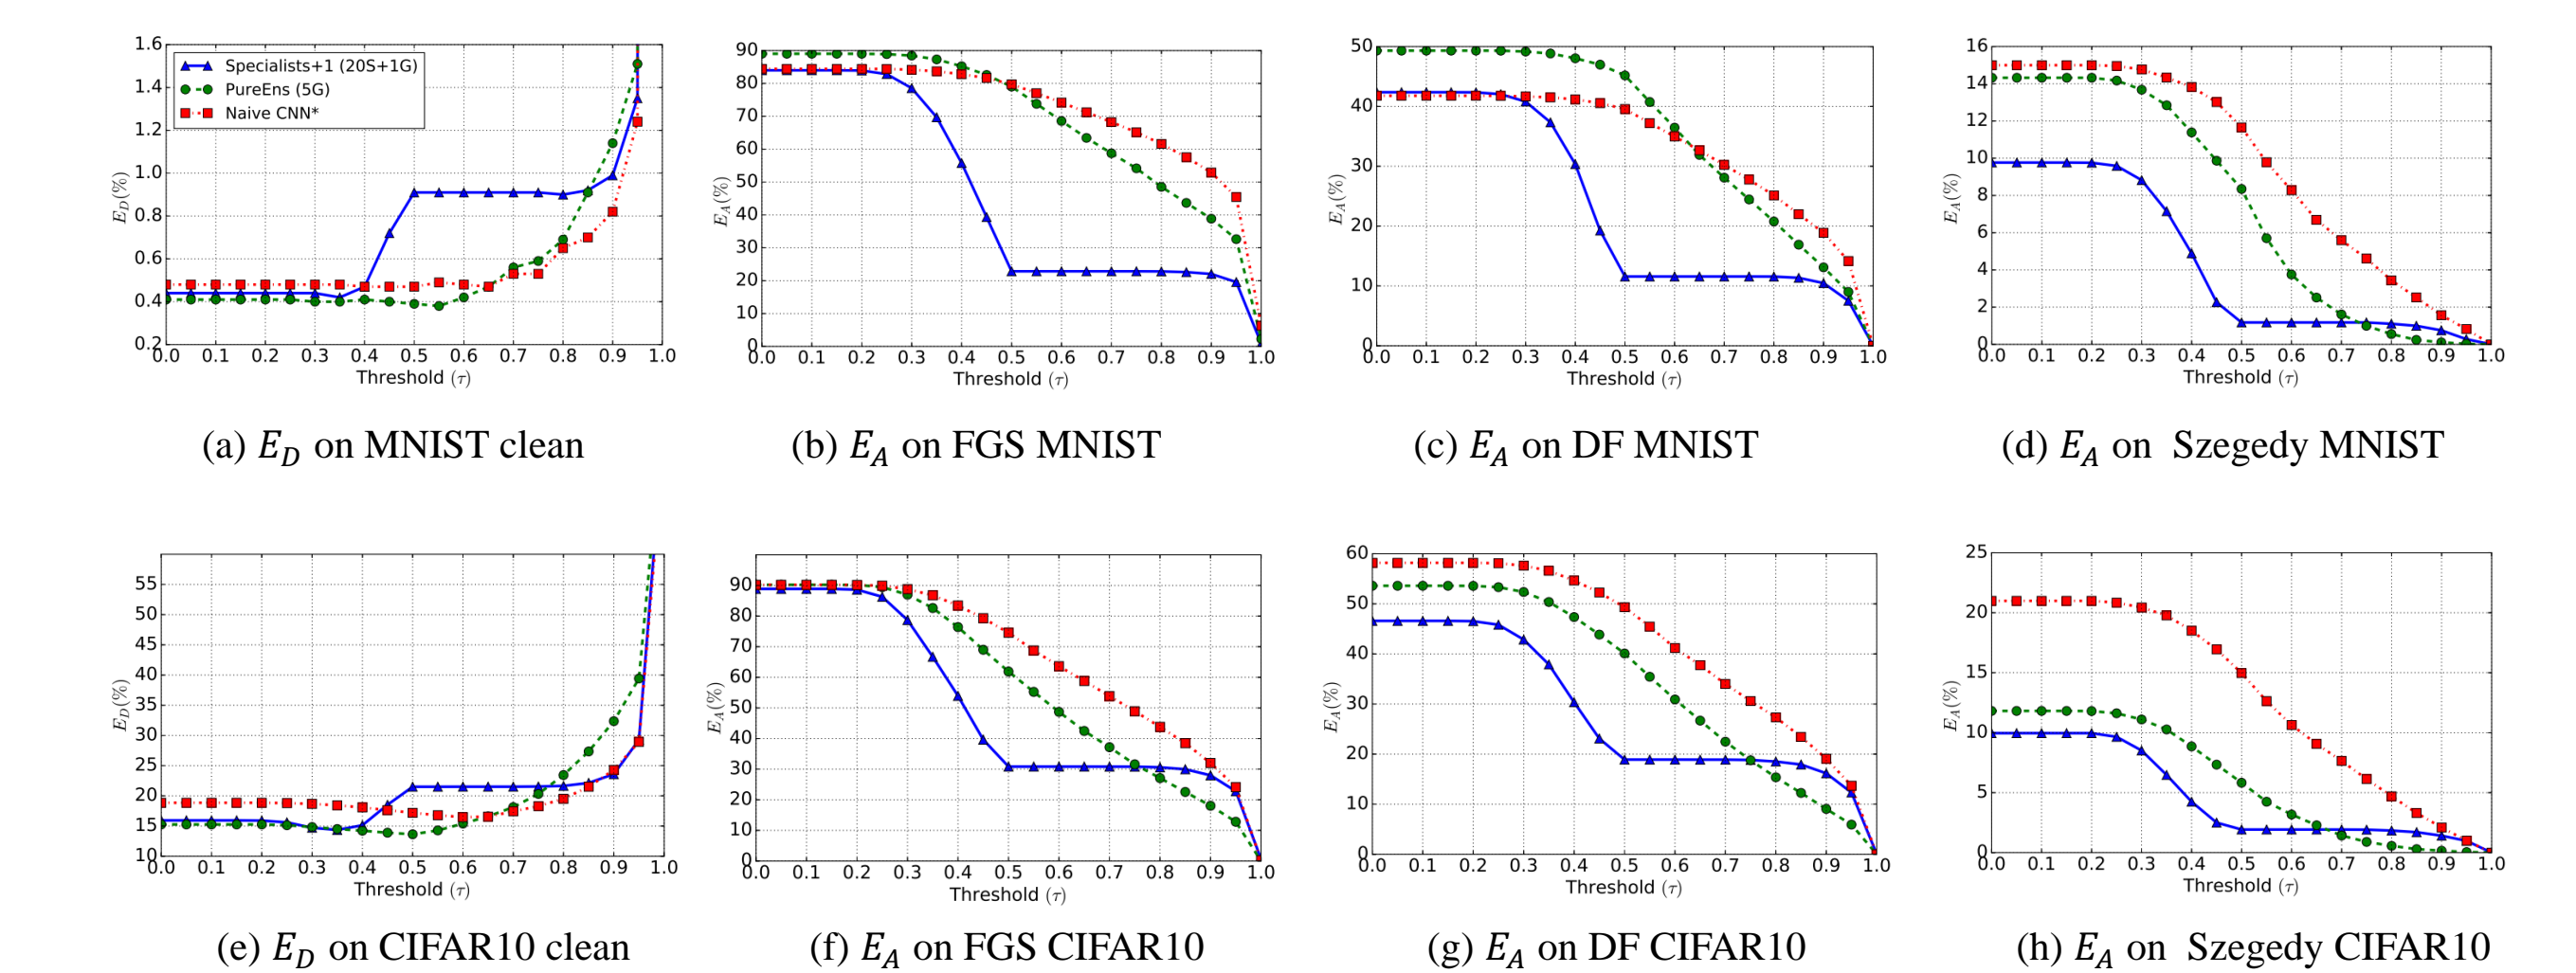 1.6
1.4
1.2
1.0
0.8
0.6
0.4
0.2
E_D(%)
Specialists+1 (20S+1G)
PureEns (5G)
Naive CNN*
0.0 0.1 0.2 0.3 0.4 0.5 0.6 0.7 0.8 0.9 1.0
Threshold (τ)
(a) E_D on MNIST clean
90
80
70
60
50
40
30
20
10
0
E_A(%)
0.0 0.1 0.2 0.3 0.4 0.5 0.6 0.7 0.8 0.9 1.0
Threshold (τ)
(b) E_A on FGS MNIST
50
40
30
20
10
0
E_A(%)
0.0 0.1 0.2 0.3 0.4 0.5 0.6 0.7 0.8 0.9 1.0
Threshold (τ)
(c) E_A on DF MNIST
16
14
12
10
8
6
4
2
0
E_A(%)
0.0 0.1 0.2 0.3 0.4 0.5 0.6 0.7 0.8 0.9 1.0
Threshold (τ)
(d) E_A on Szegedy MNIST
55
50
45
40
35
30
25
20
15
10
E_D(%)
0.0 0.1 0.2 0.3 0.4 0.5 0.6 0.7 0.8 0.9 1.0
Threshold (τ)
(e) E_D on CIFAR10 clean
90
80
70
60
50
40
30
20
10
0
E_A(%)
0.0 0.1 0.2 0.3 0.4 0.5 0.6 0.7 0.8 0.9 1.0
Threshold (τ)
(f) E_A on FGS CIFAR10
60
50
40
30
20
10
0
E_A(%)
0.0 0.1 0.2 0.3 0.4 0.5 0.6 0.7 0.8 0.9 1.0
Threshold (τ)
(g) E_A on DF CIFAR10
25
20
15
10
5
0
E_A(%)
0.0 0.1 0.2 0.3 0.4 0.5 0.6 0.7 0.8 0.9 1.0
Threshold (τ)
(h) E_A on Szegedy CIFAR10